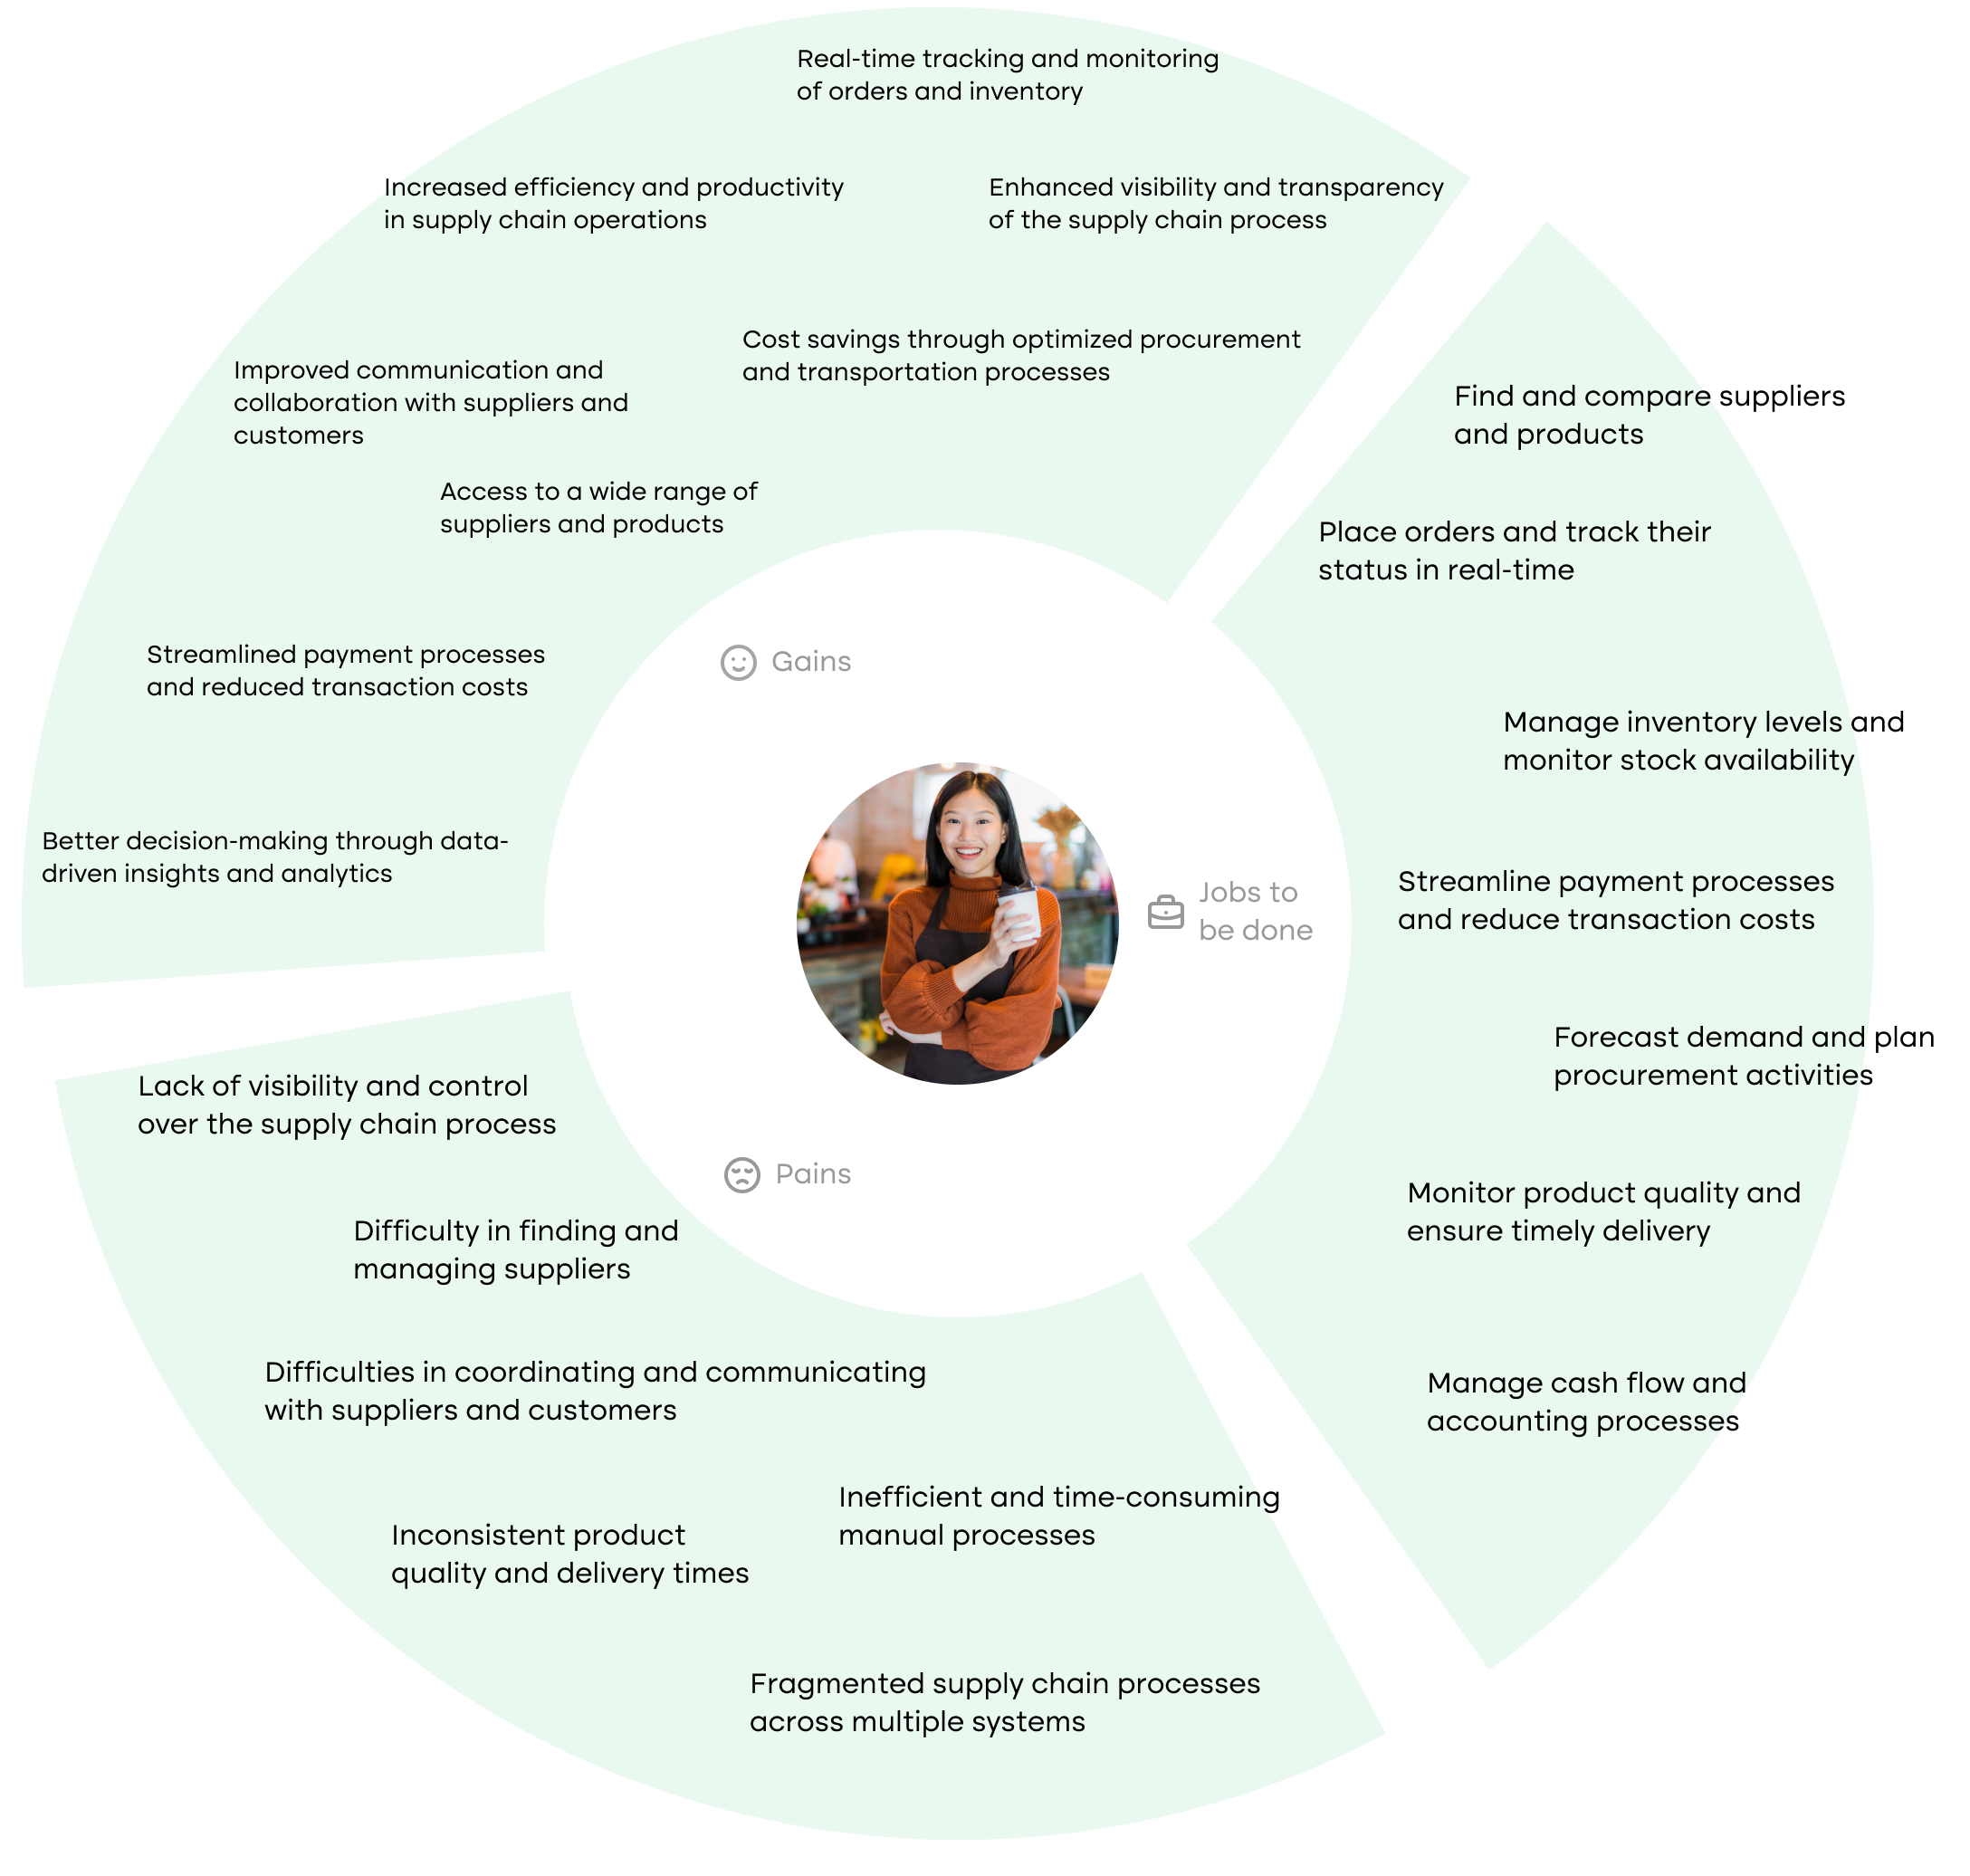 Real-time tracking and monitoring
of orders and inventory
Increased efficiency and productivity
in supply chain operations
Enhanced visibility and transparency
of the supply chain process
Cost savings through optimized procurement
and transportation processes
Improved communication and
collaboration with suppliers and
customers
Access to a wide range of
suppliers and products
Streamlined payment processes
and reduced transaction costs
Better decision-making through data-
driven insights and analytics
Gains
Find and compare suppliers
and products
Place orders and track their
status in real-time
Manage inventory levels and
monitor stock availability
Streamline payment processes
and reduce transaction costs
Jobs to
be done
Forecast demand and plan
procurement activities
Monitor product quality and
ensure timely delivery
Manage cash flow and
accounting processes
Pains
Lack of visibility and control
over the supply chain process
Difficulty in finding and
managing suppliers
Difficulties in coordinating and communicating
with suppliers and customers
Inefficient and time-consuming
manual processes
Inconsistent product
quality and delivery times
Fragmented supply chain processes
across multiple systems